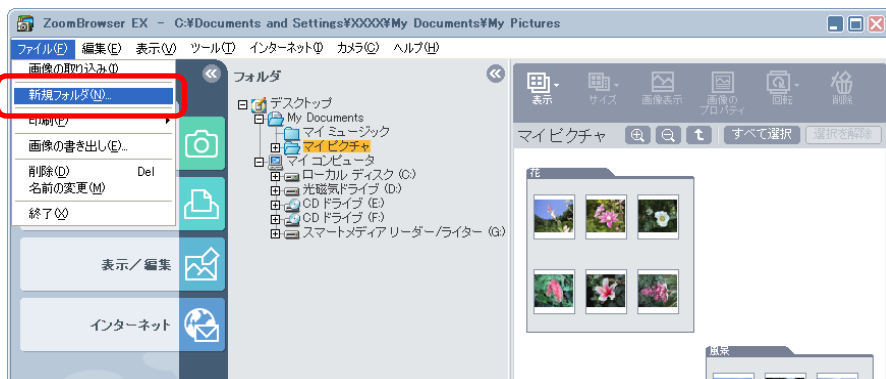 ZoomBrowser EX - C:¥Documents and Settings¥XXXX¥My Documents¥My Pictures
ファイル(F) 編集(E) 表示(V) ツール(T) インターネット(I) カメラ(C) ヘルプ(H)
画像の取り込み(I)
新規フォルダ(N)...
印刷(P)
画像の書き出し(E)...
削除(D) Del
名前の変更(M)
終了(X)
表示/編集
インターネット
フォルダ
デスクトップ
My Documents
マイ ミュージック
マイ ピクチャ
マイ コンピュータ
ローカル ディスク (C:)
光磁気ドライブ (D:)
CD ドライブ (E:)
CD ドライブ (F:)
スマートメディア リーダー/ライター (G:)
表示 サイズ 画像表示 画像のプロパティ 回転 削除
マイ ピクチャ すべて選択 選択を解除
花
風景